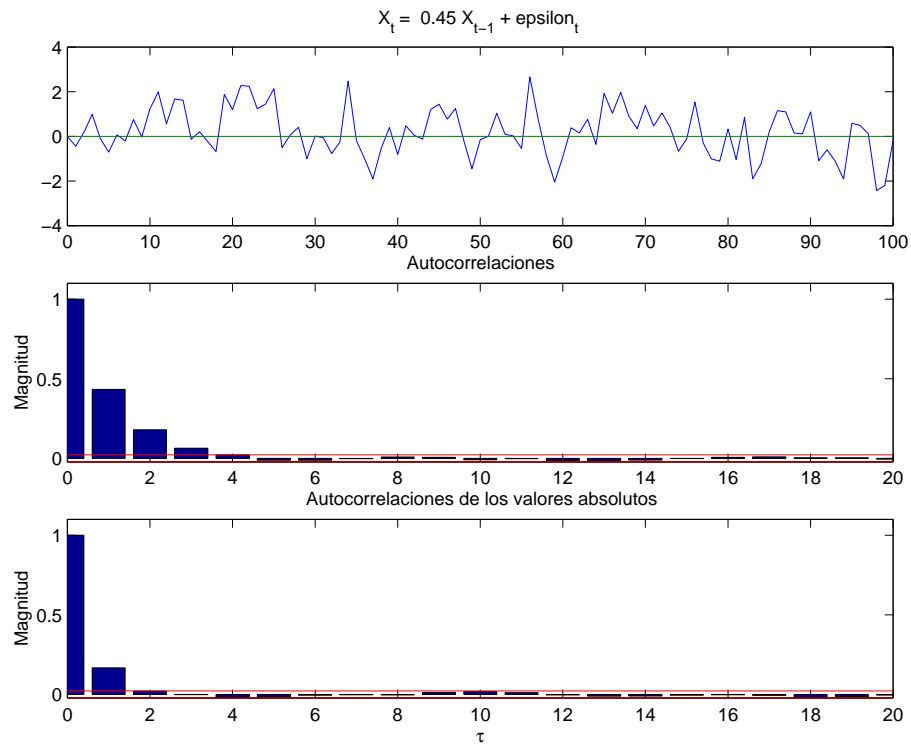 X_t = 0.45 X_{t−1} + epsilon_t
4
2
0
−2
−4
0 10 20 30 40 50 60 70 80 90 100
Autocorrelaciones
Magnitud
1
0.5
0
0 2 4 6 8 10 12 14 16 18 20
Autocorrelaciones de los valores absolutos
Magnitud
1
0.5
0
0 2 4 6 8 10 12 14 16 18 20
τ